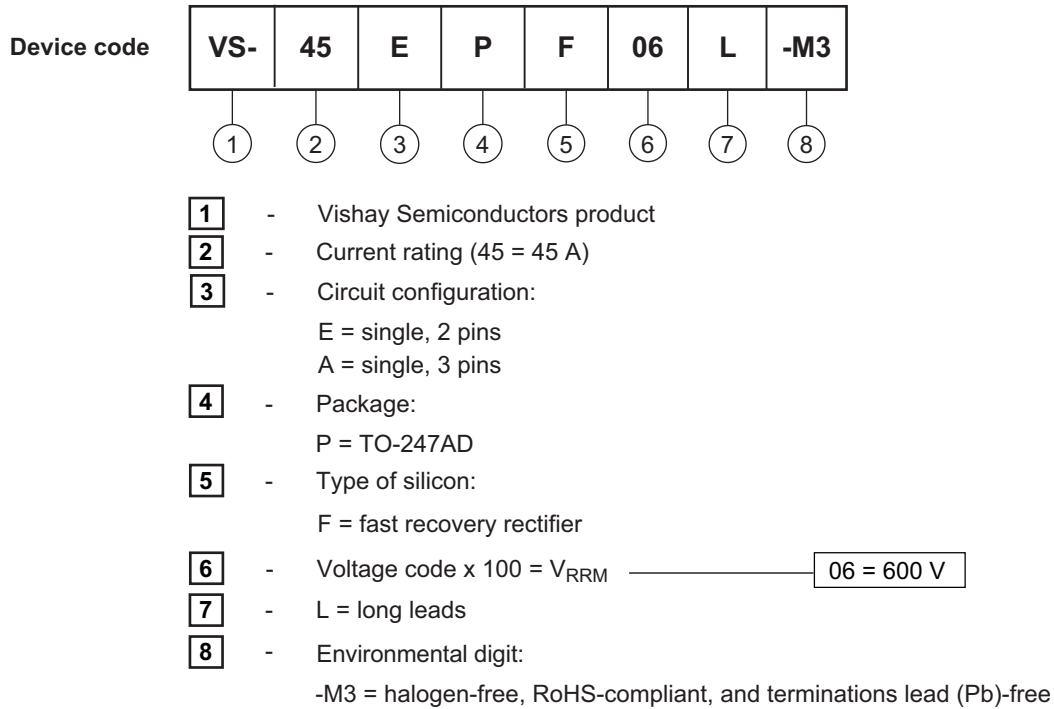 Device code VS- 45 E P F 06 L -M3
1 2 3 4 5 6 7 8
1 - Vishay Semiconductors product
2 - Current rating (45 = 45 A)
3 - Circuit configuration:
E = single, 2 pins
A = single, 3 pins
4 - Package:
P = TO-247AD
5 - Type of silicon:
F = fast recovery rectifier
6 - Voltage code x 100 = VRRM 06 = 600 V
7 - L = long leads
8 - Environmental digit:
-M3 = halogen-free, RoHS-compliant, and terminations lead (Pb)-free